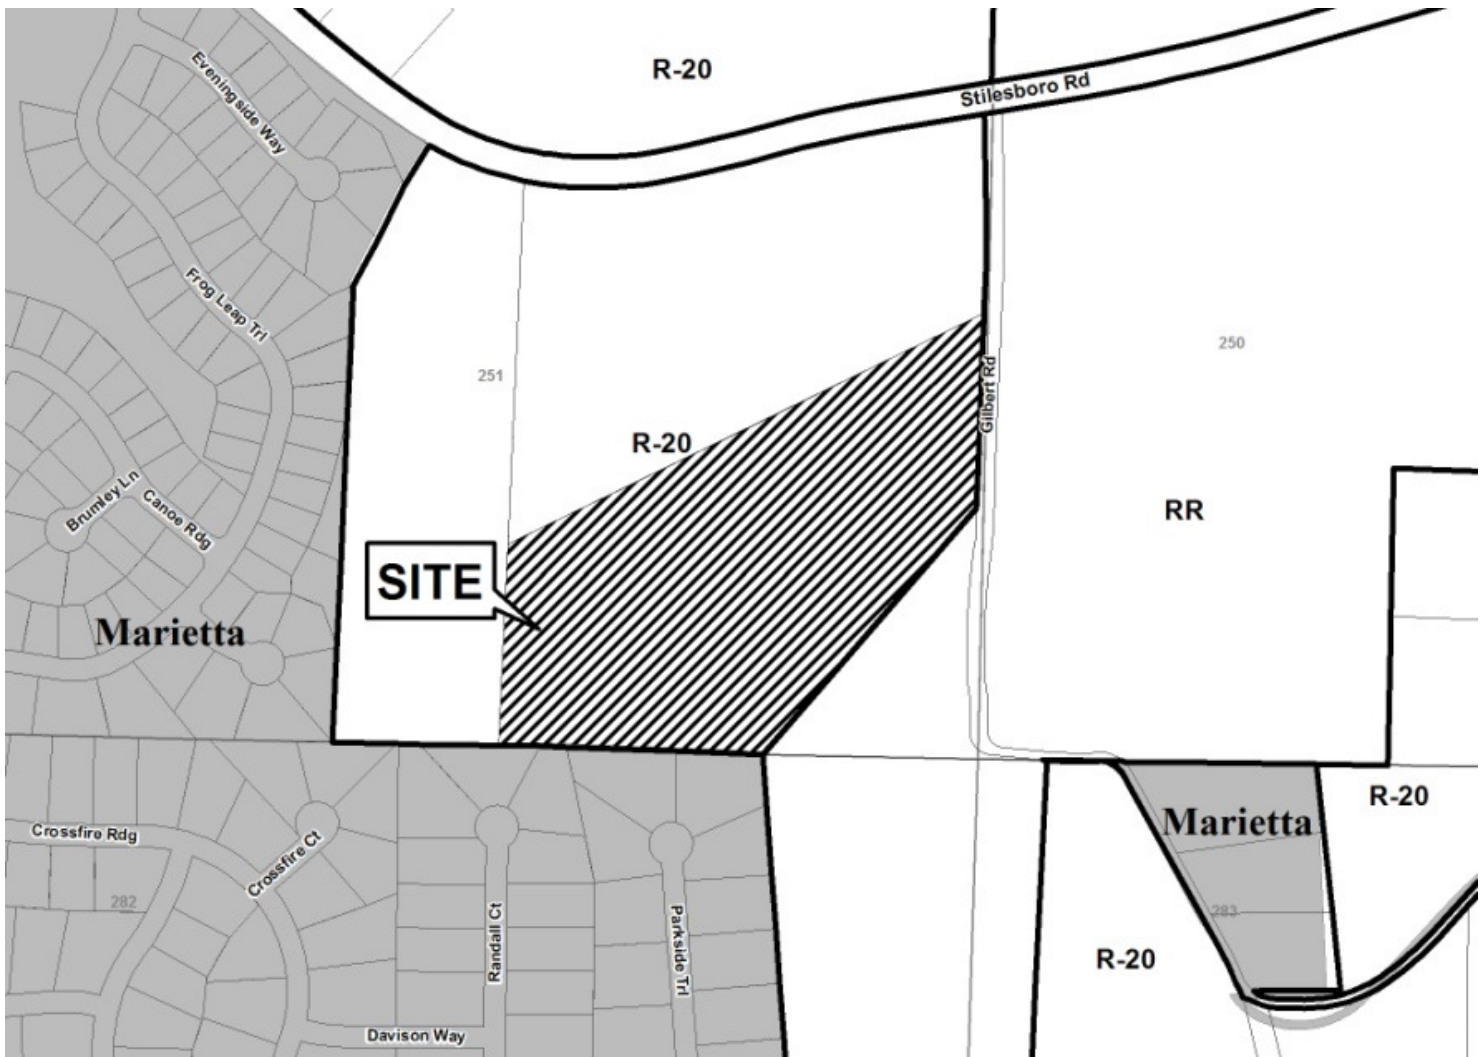 R-20
Stilesboro Rd
Eveningside Way
Frog Leap Trl
250
251
Gilbert Rd
R-20
Brumley Ln
Canoe Rdg
RR
SITE
Marietta
R-20
Marietta
Crossfire Rdg
Crossfire Ct
282
283
Randall Ct
Parkside Trl
R-20
Davison Way